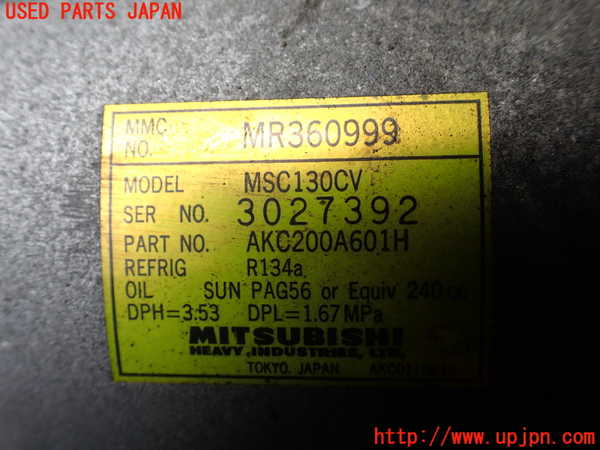 USED PARTS JAPAN
MMC NO. MR360999
MODEL MSC130CV
SER NO. 3027392
PART NO. AKC200A601H
REFRIG R134a
OIL SUN PAG56 or Equiv 240 cc
DPH=3.53 DPL=1.67MPa
MITSUBISHI
HEAVY INDUSTRIES, LTD.
TOKYO. JAPAN
http://www.upjpn.com